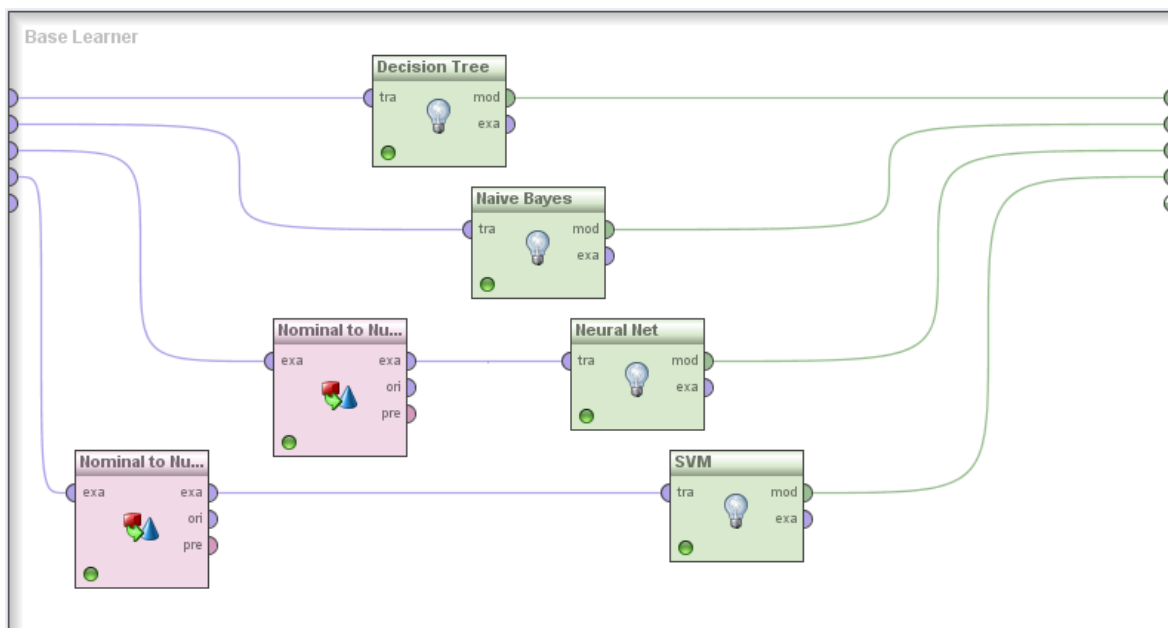 Base Learner
Decision Tree
tra mod
exa
Naive Bayes
tra mod
exa
Nominal to Nu...
exa exa
ori
pre
Neural Net
tra mod
exa
Nominal to Nu...
exa exa
ori
pre
SVM
tra mod
exa